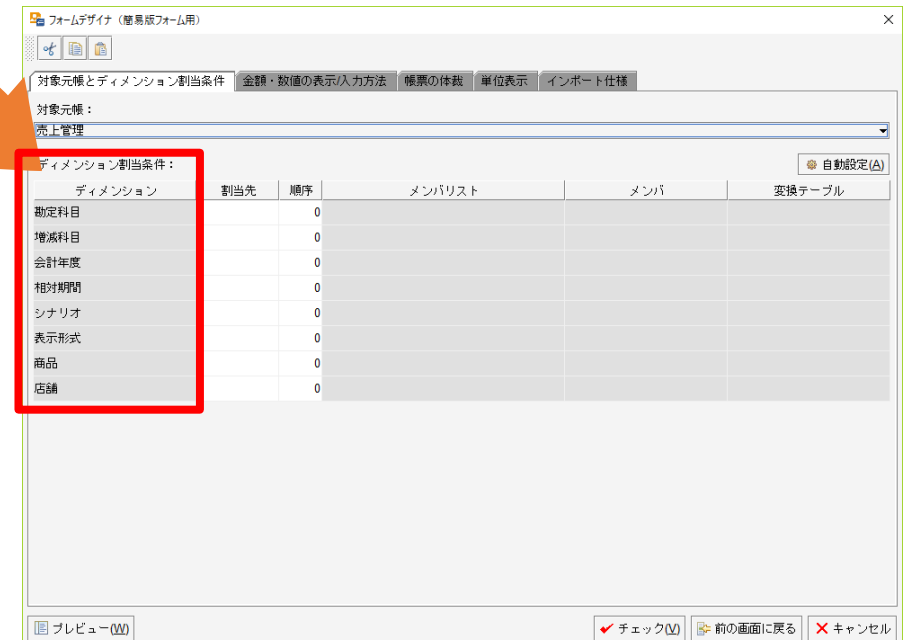 フォームデザイナ（簡易版フォーム用）
対象元帳とディメンション割当条件 金額・数値の表示/入力方法 帳票の体裁 単位表示 インポート仕様
対象元帳：
売上管理
ディメンション割当条件： 自動設定(A)
ディメンション 割当先 順序 メンバリスト メンバ 変換テーブル
勘定科目 0
増減科目 0
会計年度 0
相対期間 0
シナリオ 0
表示形式 0
商品 0
店舗 0
プレビュー(W) チェック(V) 前の画面に戻る キャンセル